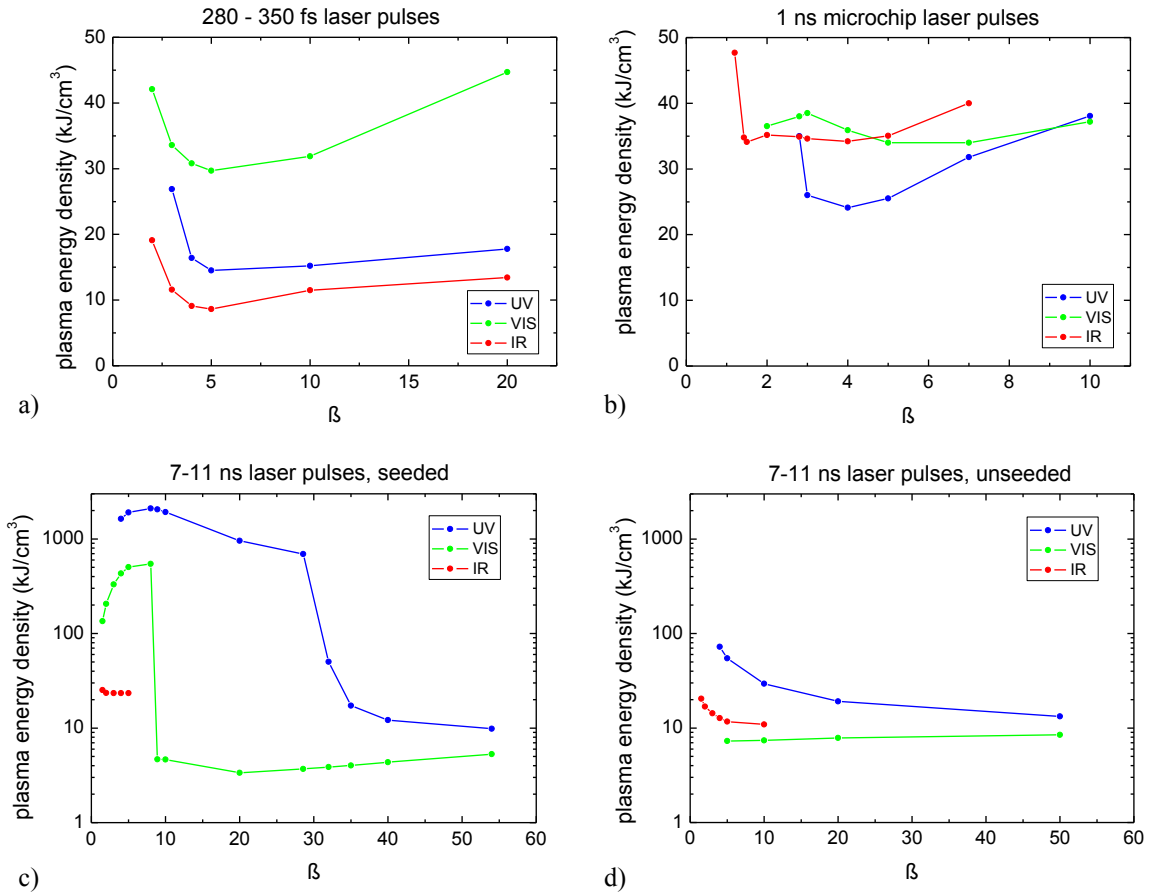 280 - 350 fs laser pulses
plasma energy density (kJ/cm³)
50
40
30
20
10
0
0 5 10 15 20
ß
UV
VIS
IR
a)
1 ns microchip laser pulses
plasma energy density (kJ/cm³)
50
40
30
20
10
0
0 2 4 6 8 10
ß
UV
VIS
IR
b)
7-11 ns laser pulses, seeded
plasma energy density (kJ/cm³)
1000
100
10
1
0 10 20 30 40 50 60
ß
UV
VIS
IR
c)
7-11 ns laser pulses, unseeded
plasma energy density (kJ/cm³)
1000
100
10
1
0 10 20 30 40 50 60
ß
UV
VIS
IR
d)